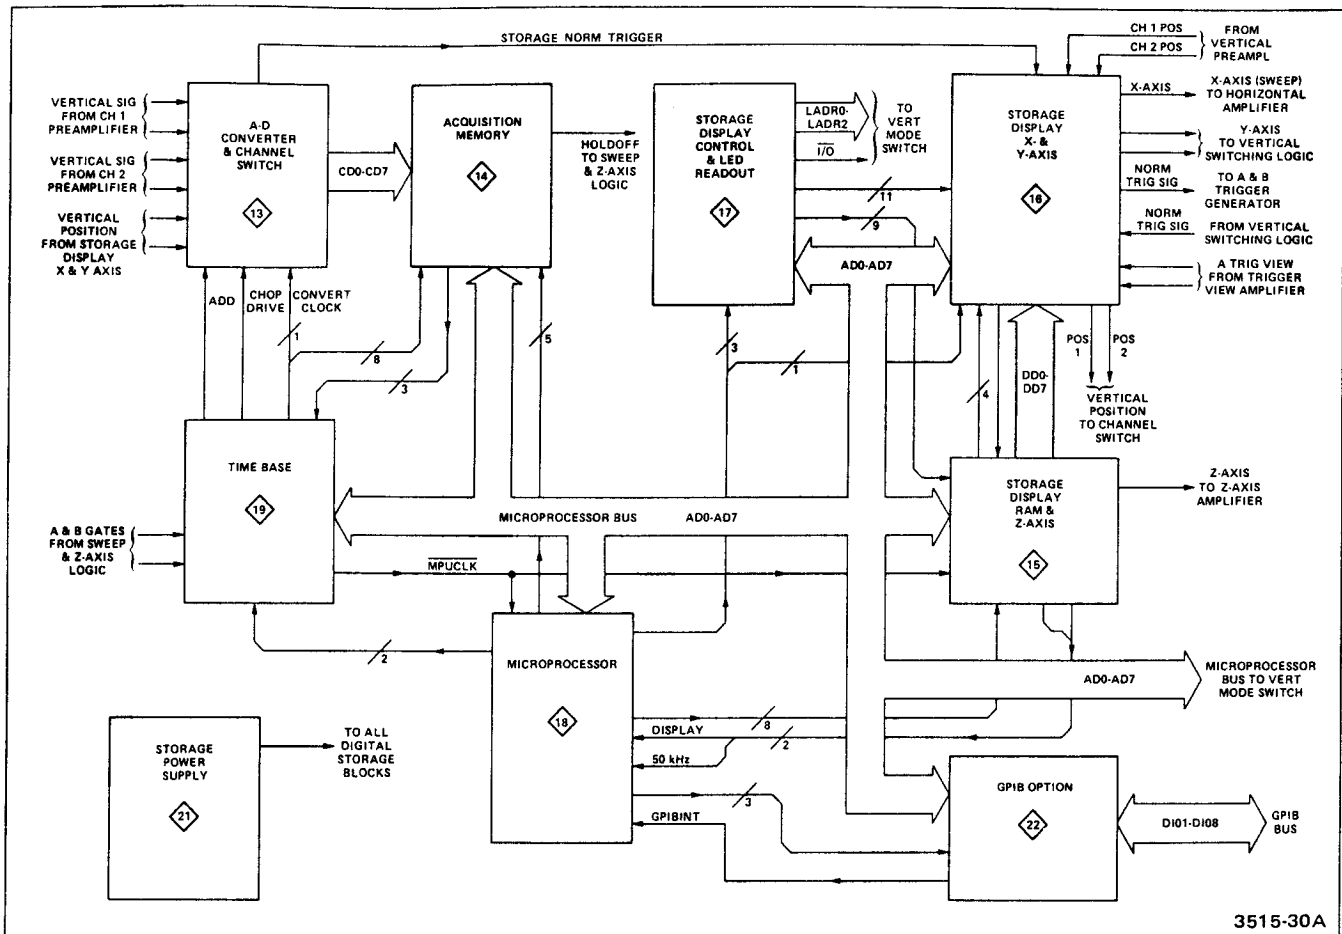 STORAGE NORM TRIGGER
CH 1 POS
CH 2 POS
FROM
VERTICAL
PREAMPL
VERTICAL SIG
FROM CH 1
PREAMPLIFIER
VERTICAL SIG
FROM CH 2
PREAMPLIFIER
VERTICAL
POSITION
FROM STORAGE
DISPLAY
X & Y AXIS
A-D
CONVERTER
& CHANNEL
SWITCH
13
CD0-CD7
ACQUISITION
MEMORY
14
HOLDOFF
TO SWEEP
& Z-AXIS
LOGIC
STORAGE
DISPLAY
CONTROL
& LED
READOUT
17
LADR0-
LADR2
I/O
TO
VERT
MODE
SWITCH
11
9
AD0-AD7
STORAGE
DISPLAY
X- &
Y-AXIS
16
X-AXIS
X-AXIS (SWEEP)
TO HORIZONTAL
AMPLIFIER
Y-AXIS
TO VERTICAL
SWITCHING LOGIC
NORM
TRIG SIG
TO A & B
TRIGGER
GENERATOR
NORM
TRIG SIG
FROM VERTICAL
SWITCHING LOGIC
A TRIG VIEW
FROM TRIGGER
VIEW AMPLIFIER
ADD
CHOP
DRIVE
CONVERT
CLOCK
1
8
3
5
3
1
4
DD0-
DD7
POS
1
POS
2
VERTICAL
POSITION
TO CHANNEL
SWITCH
TIME BASE
19
A & B GATES
FROM SWEEP
& Z-AXIS
LOGIC
MICROPROCESSOR BUS
AD0-AD7
MPUCLK
STORAGE
DISPLAY
RAM &
Z-AXIS
15
Z-AXIS
TO Z-AXIS
AMPLIFIER
2
MICROPROCESSOR
18
AD0-AD7
MICROPROCESSOR
BUS TO VERT
MODE SWITCH
8
DISPLAY
2
50 kHz
3
GPIBINT
STORAGE
POWER
SUPPLY
21
TO ALL
DIGITAL
STORAGE
BLOCKS
GPIB OPTION
22
DI01-DI08
GPIB
BUS
3515-30A